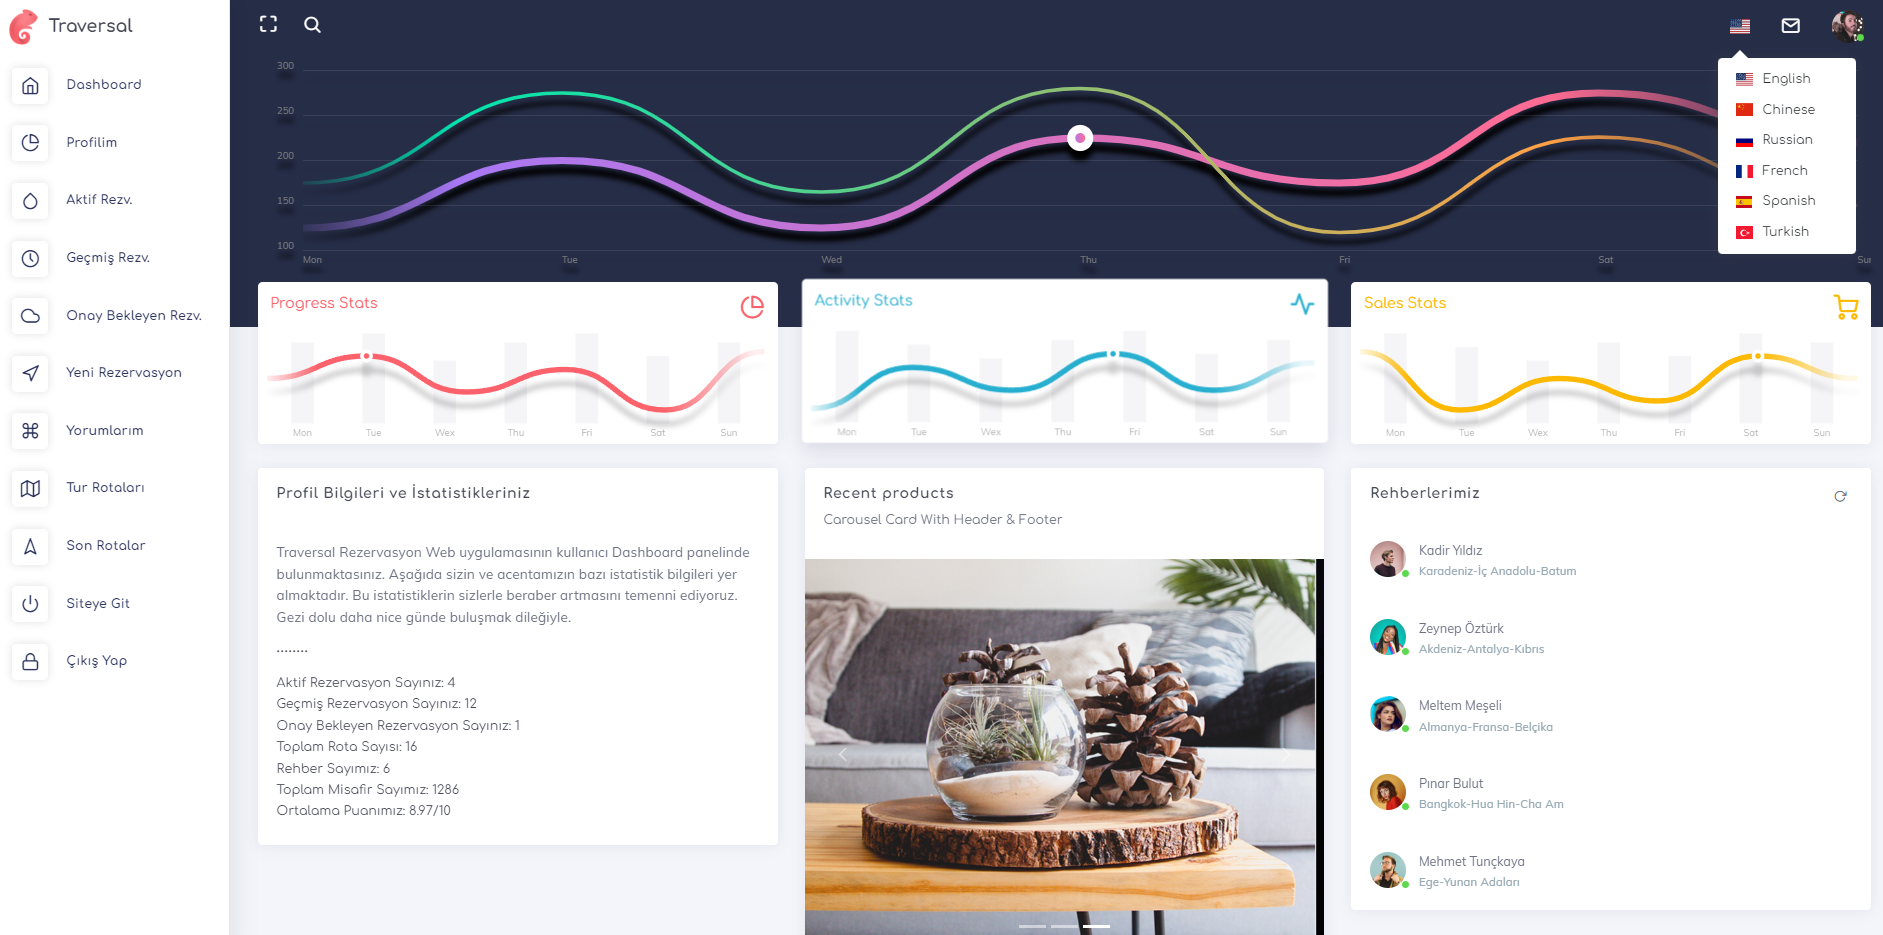 Traversal
Dashboard
Profilim
Aktif Rezv.
Geçmiş Rezv.
Onay Bekleyen Rezv.
Yeni Rezervasyon
Yorumlarım
Tur Rotaları
Son Rotalar
Siteye Git
Çıkış Yap
300
250
200
150
100
Mon
Tue
Wed
Thu
Fri
Sat
Sun
English
Chinese
Russian
French
Spanish
Turkish
Progress Stats
Mon
Tue
Wex
Thu
Fri
Sat
Sun
Activity Stats
Mon
Tue
Wex
Thu
Fri
Sat
Sun
Sales Stats
Mon
Tue
Wex
Thu
Fri
Sat
Sun
Profil Bilgileri ve İstatistikleriniz
Traversal Rezervasyon Web uygulamasının kullanıcı Dashboard panelinde
bulunmaktasınız. Aşağıda sizin ve acentamızın bazı istatistik bilgileri yer
almaktadır. Bu istatistiklerin sizlerle beraber artmasını temenni ediyoruz.
Gezi dolu daha nice günde buluşmak dileğiyle.
........
Aktif Rezervasyon Sayınız: 4
Geçmiş Rezervasyon Sayınız: 12
Onay Bekleyen Rezervasyon Sayınız: 1
Toplam Rota Sayısı: 16
Rehber Sayımız: 6
Toplam Misafir Sayımız: 1286
Ortalama Puanımız: 8.97/10
Recent products
Carousel Card With Header & Footer
Rehberlerimiz
Kadir Yıldız
Karadeniz-İç Anadolu-Batum
Zeynep Öztürk
Akdeniz-Antalya-Kıbrıs
Meltem Meşeli
Almanya-Fransa-Belçika
Pınar Bulut
Bangkok-Hua Hin-Cha Am
Mehmet Tunçkaya
Ege-Yunan Adaları